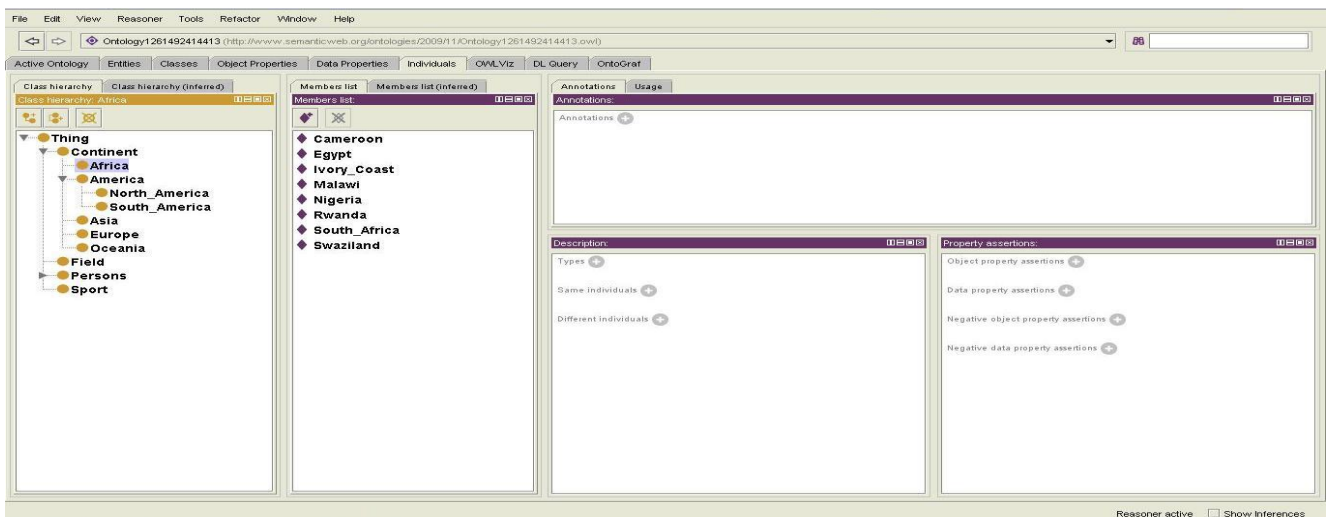 File Edit View Reasoner Tools Refactor Window Help
Ontology1261492414413 (http://www.semanticweb.org/ontologies/2009/11/Ontology1261492414413.owl)
Active Ontology Entities Classes Object Properties Data Properties Individuals OWLViz DL Query OntoGraf
Class hierarchy Class hierarchy (inferred)
Class hierarchy: Africa
Thing
Continent
Africa
America
North_America
South_America
Asia
Europe
Oceania
Field
Persons
Sport
Members list Members list (inferred)
Members list:
Cameroon
Egypt
Ivory_Coast
Malawi
Nigeria
Rwanda
South_Africa
Swaziland
Annotations Usage
Annotations:
Annotations
Description:
Types
Same individuals
Different individuals
Property assertions:
Object property assertions
Data property assertions
Negative object property assertions
Negative data property assertions
Reasoner active Show Inferences